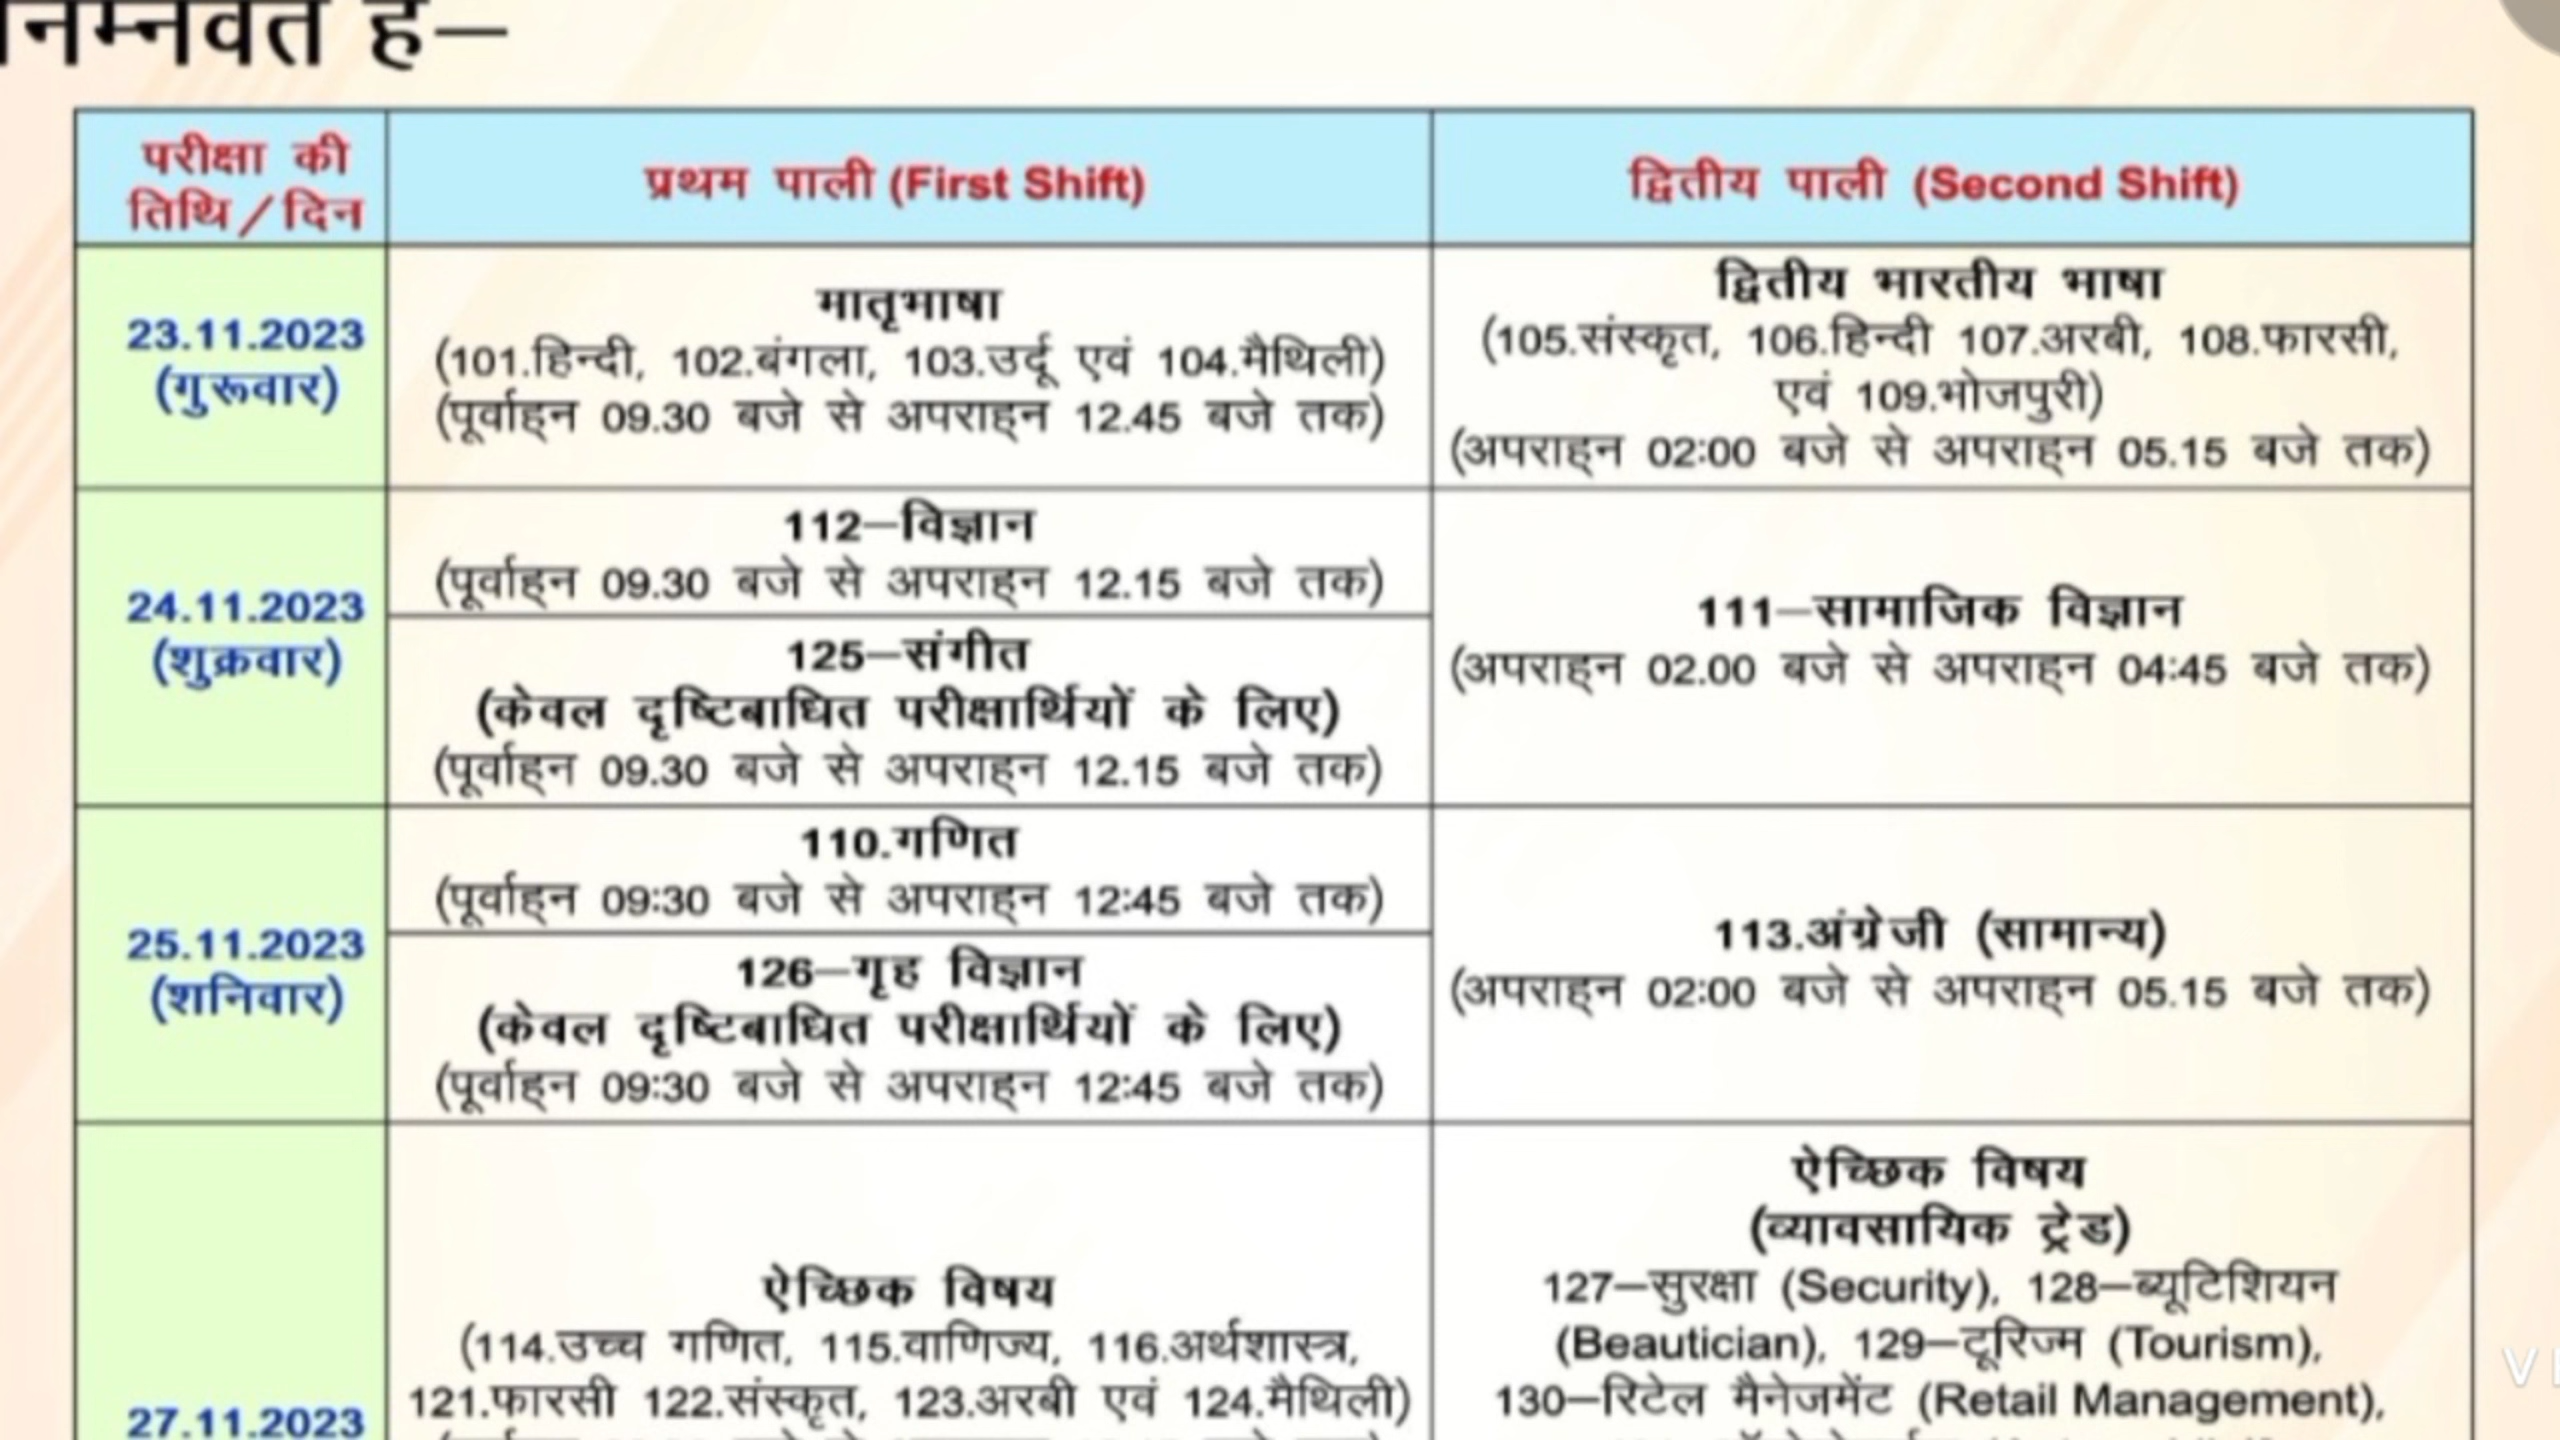 निम्नवत है–
परीक्षा की
तिथि/दिन
प्रथम पाली (First Shift)
द्वितीय पाली (Second Shift)
23.11.2023
(गुरूवार)
मातृभाषा
(101.हिन्दी, 102.बंगला, 103.उर्दू एवं 104.मैथिली)
(पूर्वाह्न 09.30 बजे से अपराह्न 12.45 बजे तक)
द्वितीय भारतीय भाषा
(105.संस्कृत, 106.हिन्दी 107.अरबी, 108.फारसी,
एवं 109.भोजपुरी)
(अपराह्न 02:00 बजे से अपराह्न 05.15 बजे तक)
24.11.2023
(शुक्रवार)
112–विज्ञान
(पूर्वाह्न 09.30 बजे से अपराह्न 12.15 बजे तक)
125–संगीत
(केवल दृष्टिबाधित परीक्षार्थियों के लिए)
(पूर्वाह्न 09.30 बजे से अपराह्न 12.15 बजे तक)
111–सामाजिक विज्ञान
(अपराह्न 02.00 बजे से अपराह्न 04:45 बजे तक)
25.11.2023
(शनिवार)
110.गणित
(पूर्वाह्न 09:30 बजे से अपराह्न 12:45 बजे तक)
126–गृह विज्ञान
(केवल दृष्टिबाधित परीक्षार्थियों के लिए)
(पूर्वाह्न 09:30 बजे से अपराह्न 12:45 बजे तक)
113.अंग्रेजी (सामान्य)
(अपराह्न 02:00 बजे से अपराह्न 05.15 बजे तक)
27.11.2023
ऐच्छिक विषय
(114.उच्च गणित, 115.वाणिज्य, 116.अर्थशास्त्र,
121.फारसी 122.संस्कृत, 123.अरबी एवं 124.मैथिली)
ऐच्छिक विषय
(व्यावसायिक ट्रेड)
127–सुरक्षा (Security), 128–ब्यूटिशियन
(Beautician), 129–टूरिज्म (Tourism),
130–रिटेल मैनेजमेंट (Retail Management),